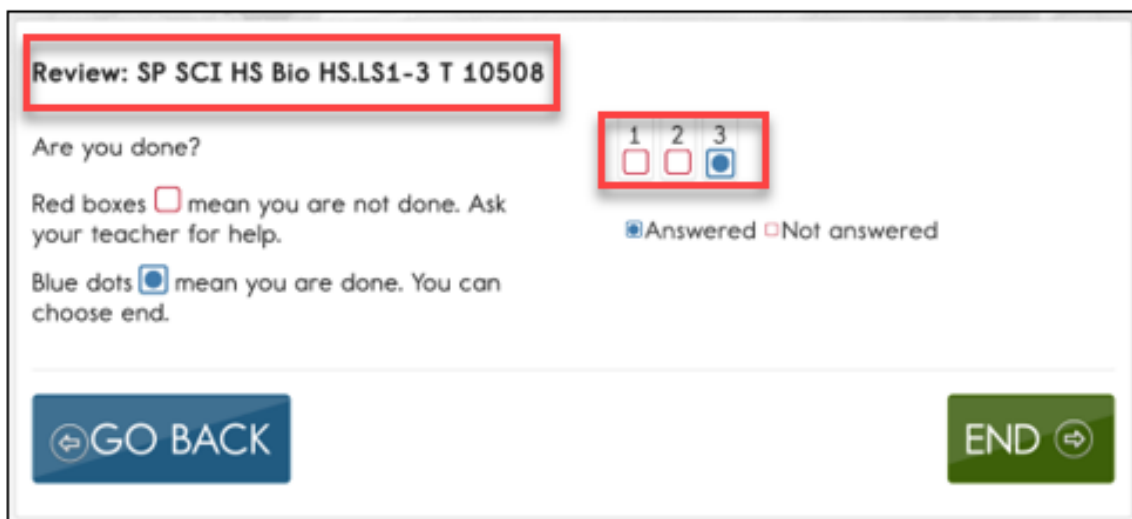 Review: SP SCI HS Bio HS.LS1-3 T 10508
Are you done?
Red boxes mean you are not done. Ask
your teacher for help.
Blue dots mean you are done. You can
choose end.
1 2 3
Answered Not answered
GO BACK
END